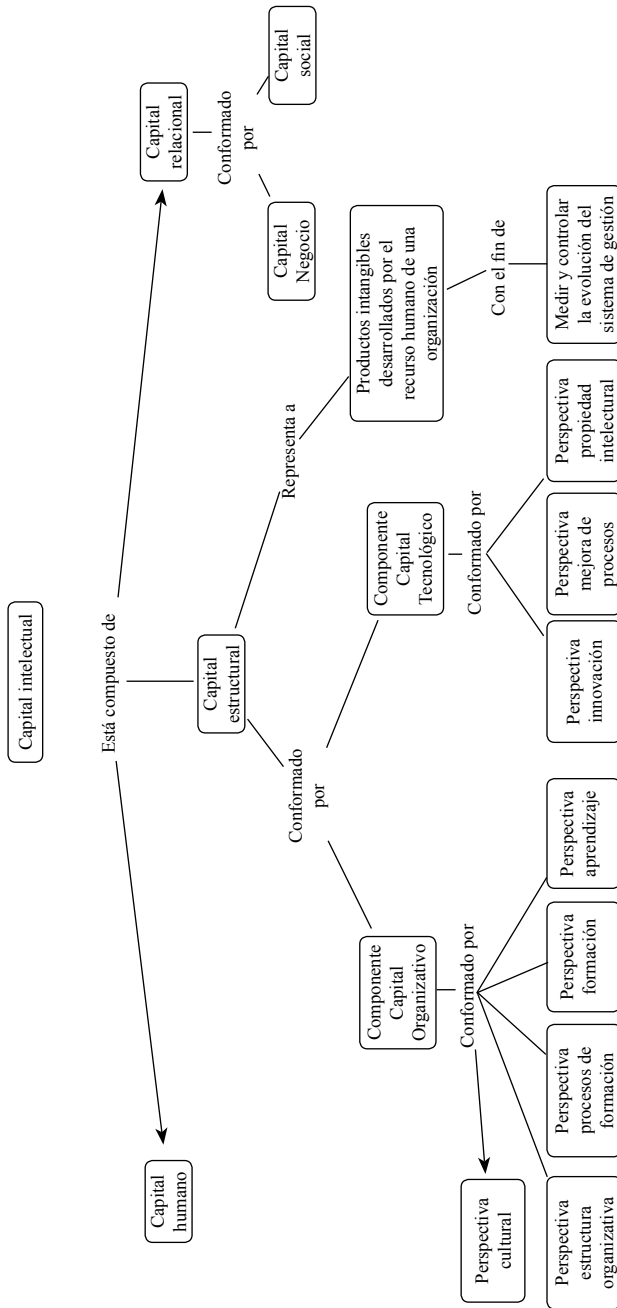 Capital intelectual
Está compuesto de
Capital
humano
Capital
estructural
Capital
relacional
Conformado
por
Capital
Negocio
Capital
social
Conformado
por
Representa a
Componente
Capital
Organizativo
Componente
Capital
Tecnológico
Productos intangibles
desarrollados por el
recurso humano de una
organización
Conformado por
Conformado por
Con el fin de
Perspectiva
cultural
Perspectiva
estructura
organizativa
Perspectiva
procesos de
formación
Perspectiva
formación
Perspectiva
aprendizaje
Perspectiva
innovación
Perspectiva
mejora de
procesos
Perspectiva
propiedad
intelectural
Medir y controlar
la evolución del
sistema de gestión